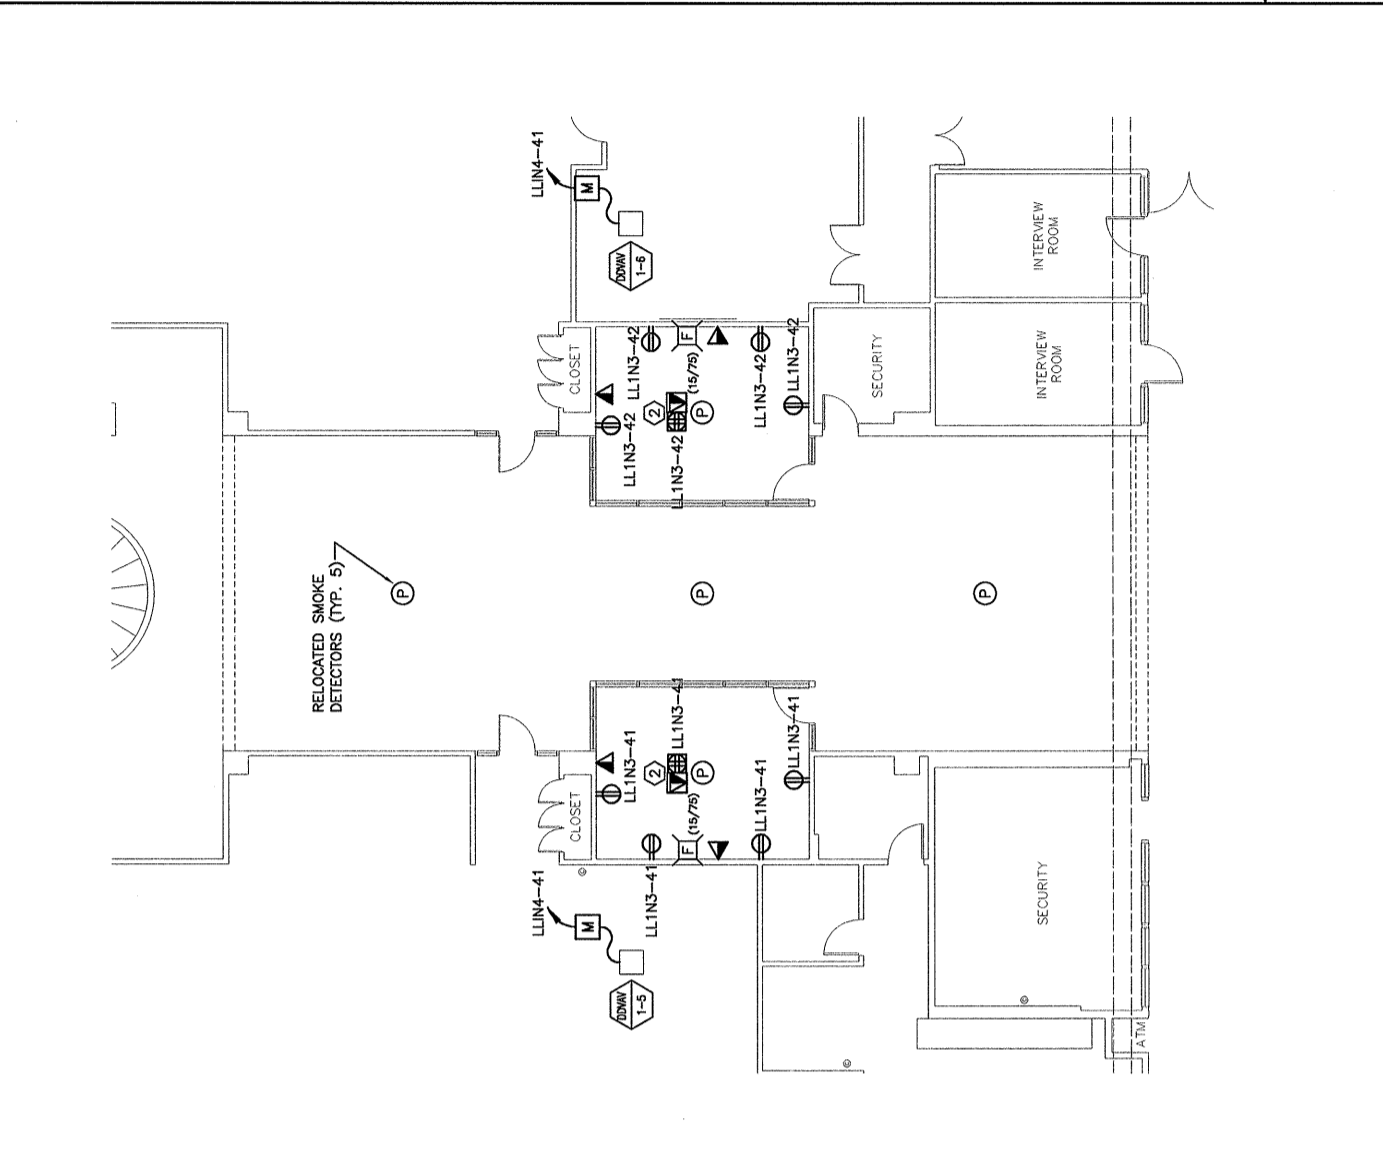 LLIN4-41
M
DDVAV
1-6
INTERVIEW
ROOM
CLOSET
LL1N3-42
F
(15/75)
LL1N3-42
LL1N3-42
SECURITY
INTERVIEW
ROOM
2
P
LL1N3-42
LL1N3-42
RELOCATED SMOKE
DETECTORS (TYP. 5)
P
P
P
LL1N3-41
LL1N3-41
LL1N3-41
2
P
CLOSET
(15/75)
LL1N3-41
F
LL1N3-41
LLIN4-41
M
DDVAV
1-5
SECURITY
©
©
©
ATM